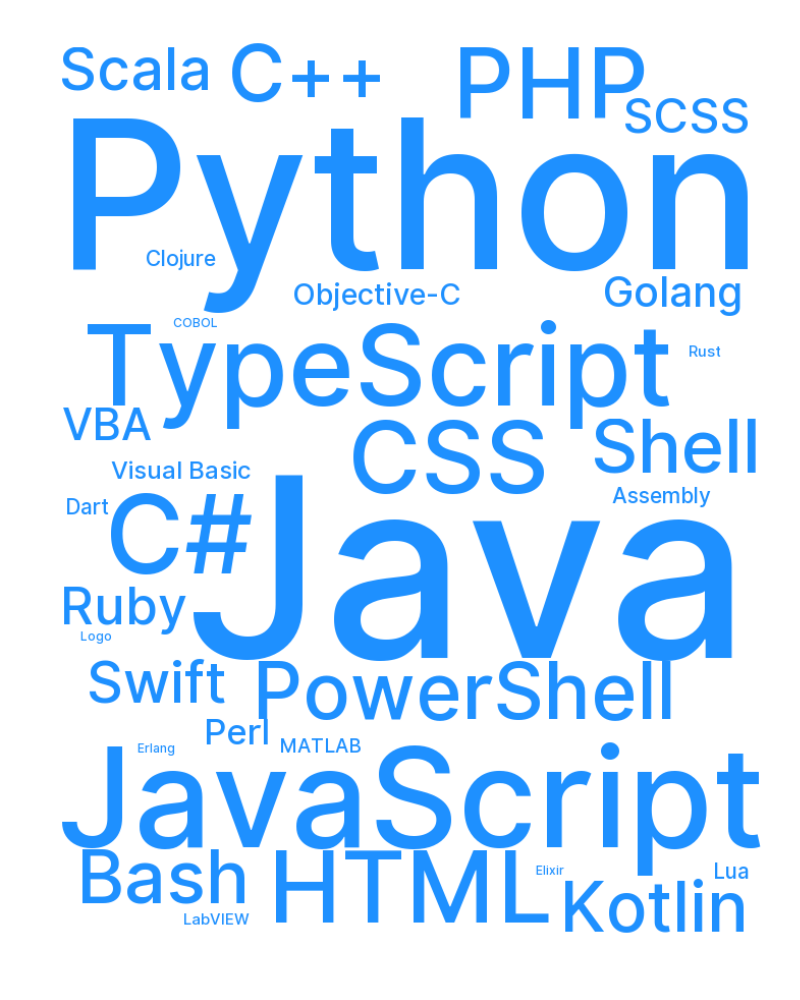 Scala C++ PHP
SCSS
Python
Clojure
Objective-C Golang
COBOL
TypeScript Rust
VBA
CSS Shell
Visual Basic
Dart Assembly
C#
Java
Ruby
Logo
Swift PowerShell
Perl MATLAB
Erlang
JavaScript
Bash HTML Elixir Lua
Kotlin
LabVIEW